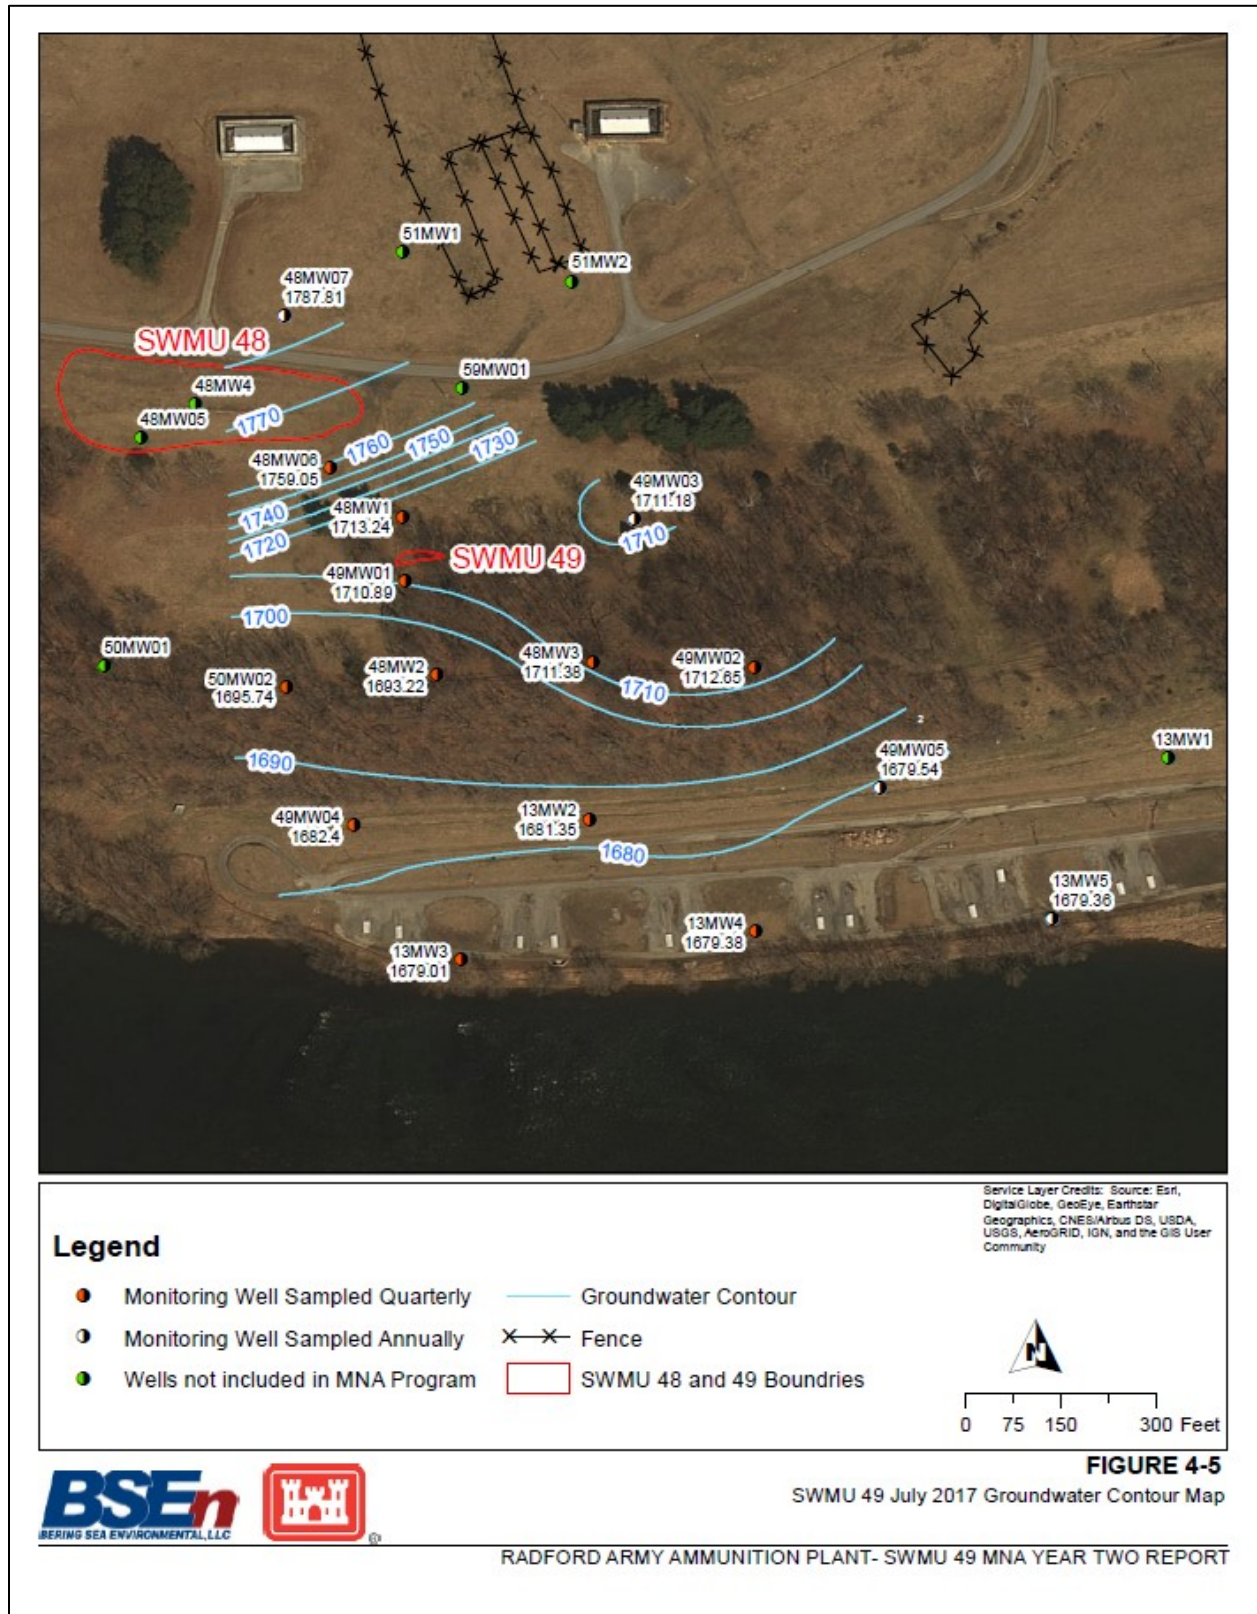 51MW1
51MW2
48MW07
1787.81
SWMU 48
48MW4
59MW01
48MW05
1770
1760
1750
1730
48MW06
1759.05
1740
1720
48MW1
1713.24
49MW03
1711.18
1710
SWMU 49
49MW01
1710.89
1700
50MW01
50MW02
1695.74
48MW2
1693.22
48MW3
1711.38
49MW02
1712.65
1710
2
1690
49MW05
1679.54
13MW1
49MW04
1682.4
13MW2
1681.35
1680
13MW5
1679.36
13MW4
1679.38
13MW3
1679.01
Service Layer Credits: Source: Esri,
DigitalGlobe, GeoEye, Earthstar
Geographics, CNES/Airbus DS, USDA,
USGS, AeroGRID, IGN, and the GIS User
Community
Legend
Monitoring Well Sampled Quarterly
Monitoring Well Sampled Annually
Wells not included in MNA Program
Groundwater Contour
Fence
SWMU 48 and 49 Boundries
N
0 75 150 300 Feet
FIGURE 4-5
SWMU 49 July 2017 Groundwater Contour Map
BSEn
BERING SEA ENVIRONMENTAL, LLC
®
RADFORD ARMY AMMUNITION PLANT- SWMU 49 MNA YEAR TWO REPORT